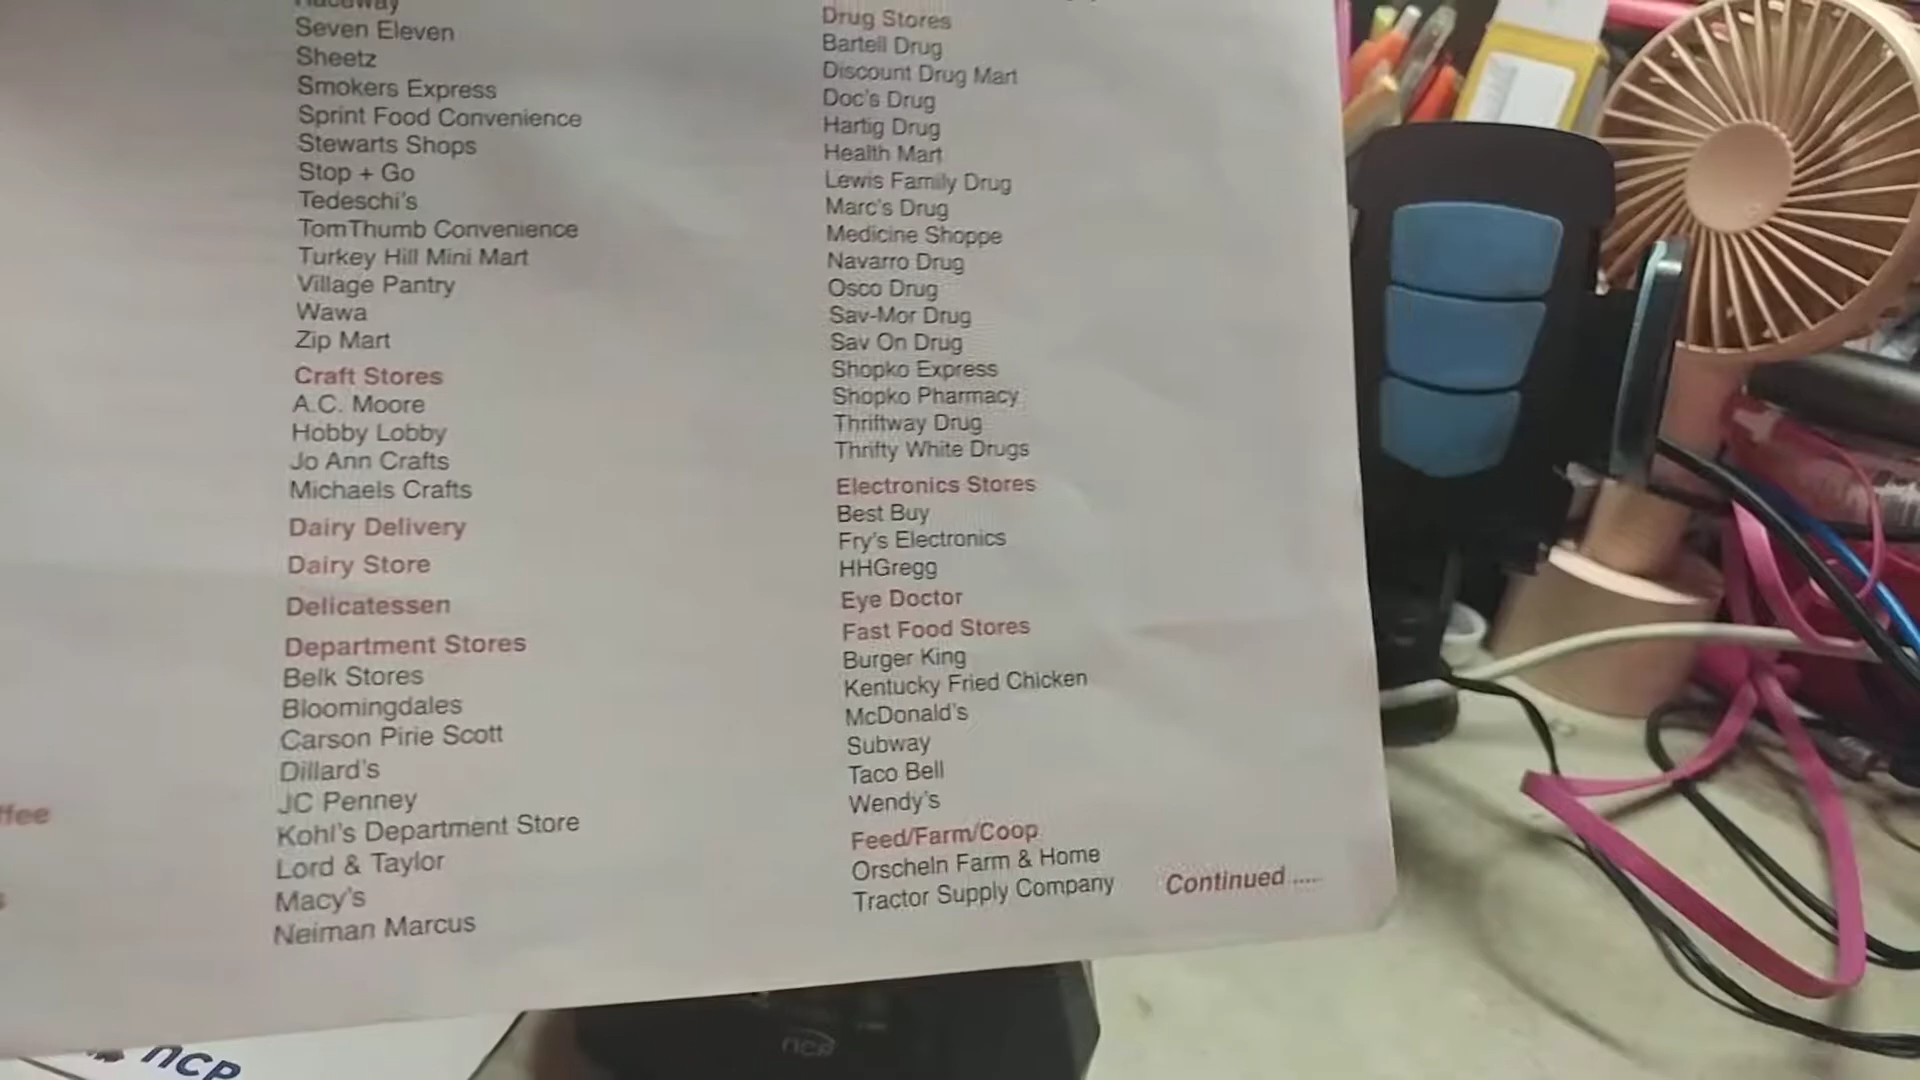 Seven Eleven
Sheetz
Smokers Express
Sprint Food Convenience
Stewarts Shops
Stop + Go
Tedeschi's
TomThumb Convenience
Turkey Hill Mini Mart
Village Pantry
Wawa
Zip Mart
Craft Stores
A.C. Moore
Hobby Lobby
Jo Ann Crafts
Michaels Crafts
Dairy Delivery
Dairy Store
Delicatessen
Department Stores
Belk Stores
Bloomingdales
Carson Pirie Scott
Dillard's
JC Penney
Kohl's Department Store
Lord & Taylor
Macy's
Neiman Marcus
Drug Stores
Bartell Drug
Discount Drug Mart
Doc's Drug
Hartig Drug
Health Mart
Lewis Family Drug
Marc's Drug
Medicine Shoppe
Navarro Drug
Osco Drug
Sav-Mor Drug
Sav On Drug
Shopko Express
Shopko Pharmacy
Thriftway Drug
Thrifty White Drugs
Electronics Stores
Best Buy
Fry's Electronics
HHGregg
Eye Doctor
Fast Food Stores
Burger King
Kentucky Fried Chicken
McDonald's
Subway
Taco Bell
Wendy's
Feed/Farm/Coop
Orscheln Farm & Home
Tractor Supply Company
Continued .....
ncp
ncp